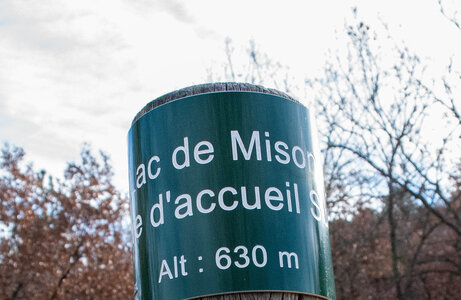 ac de Mison
e d'accueil S
Alt : 630 m